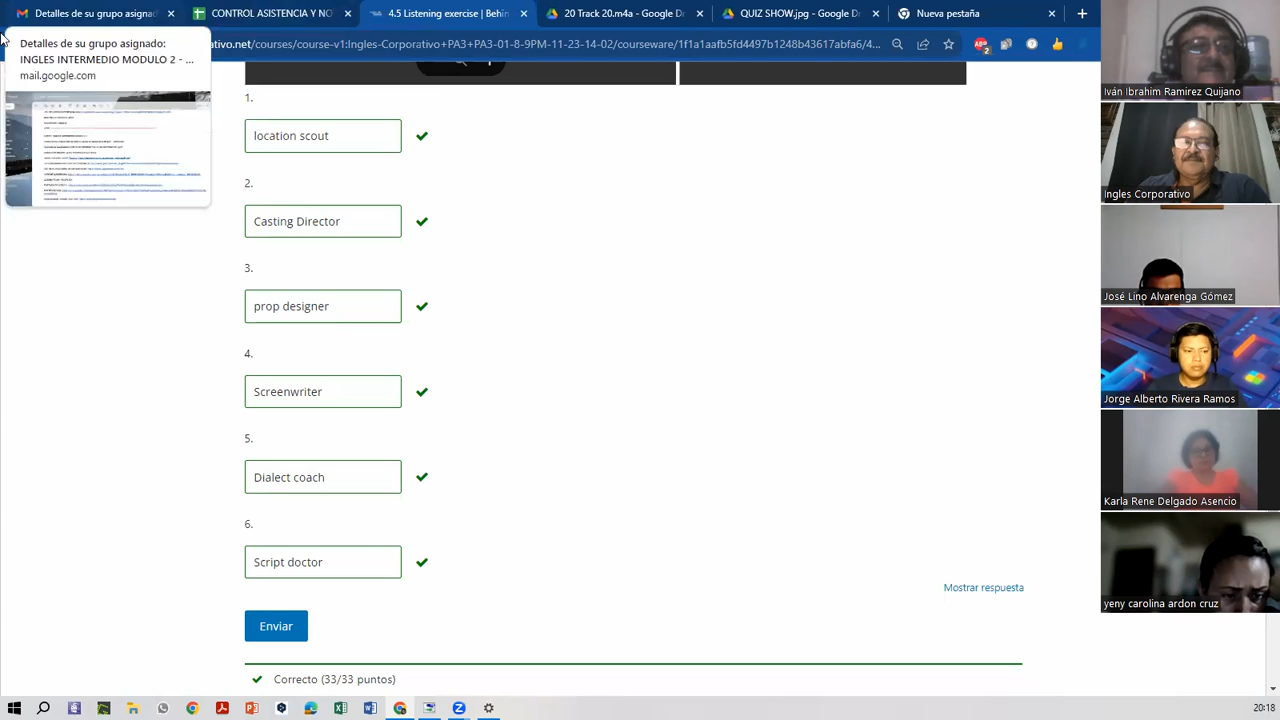 Detalles de su grupo asignad
CONTROL ASISTENCIA Y NO
4.5 Listening exercise | Behin
20 Track 20.m4a - Google Dr
QUIZ SHOW.jpg - Google Dr
Nueva pestaña
ativo.net/courses/course-v1:Ingles-Corporativo+PA3+PA3-01-8-9PM-11-23-14-02/courseware/
ABP
2
Detalles de su grupo asignado:
INGLES INTERMEDIO MODULO 2 - ...
mail.google.com
1.
location scout
2.
Casting Director
3.
prop designer
4.
Screenwriter
5.
Dialect coach
6.
Script doctor
Mostrar respuesta
Enviar
Correcto (33/33 puntos)
Iván Ibrahim Ramirez Quijano
Ingles Corporativo
José Lino Alvarenga Gómez
Jorge Alberto Rivera Ramos
Karla Rene Delgado Asencio
yeny carolina ardon cruz
20:18